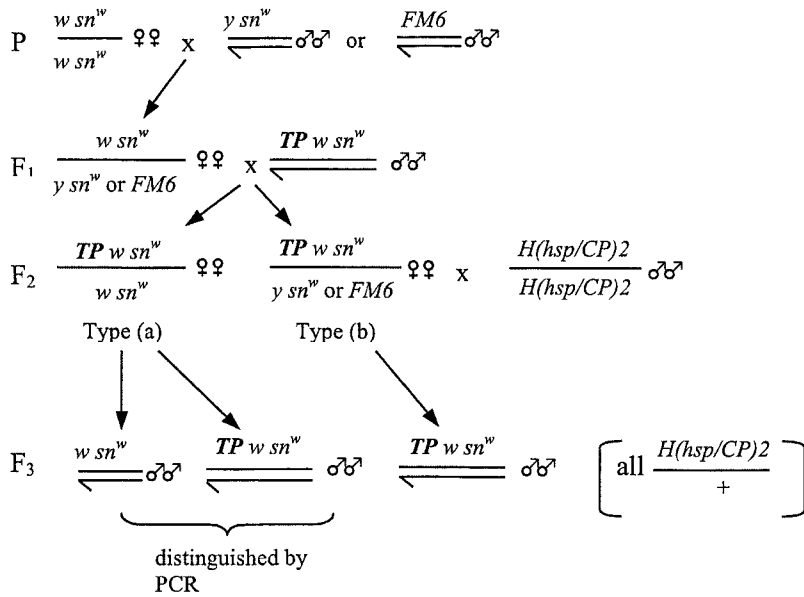 P w sn^w / w sn^w ♀♀ x y sn^w ♂♂ or FM6 ♂♂
F₁ w sn^w / y sn^w or FM6 ♀♀ x TP w sn^w ♂♂
F₂ TP w sn^w / w sn^w ♀♀ TP w sn^w / y sn^w or FM6 ♀♀ x H(hsp/CP)2 / H(hsp/CP)2 ♂♂
Type (a) Type (b)
F₃ w sn^w ♂♂ TP w sn^w ♂♂ TP w sn^w ♂♂ [all H(hsp/CP)2 / +]
distinguished by
PCR